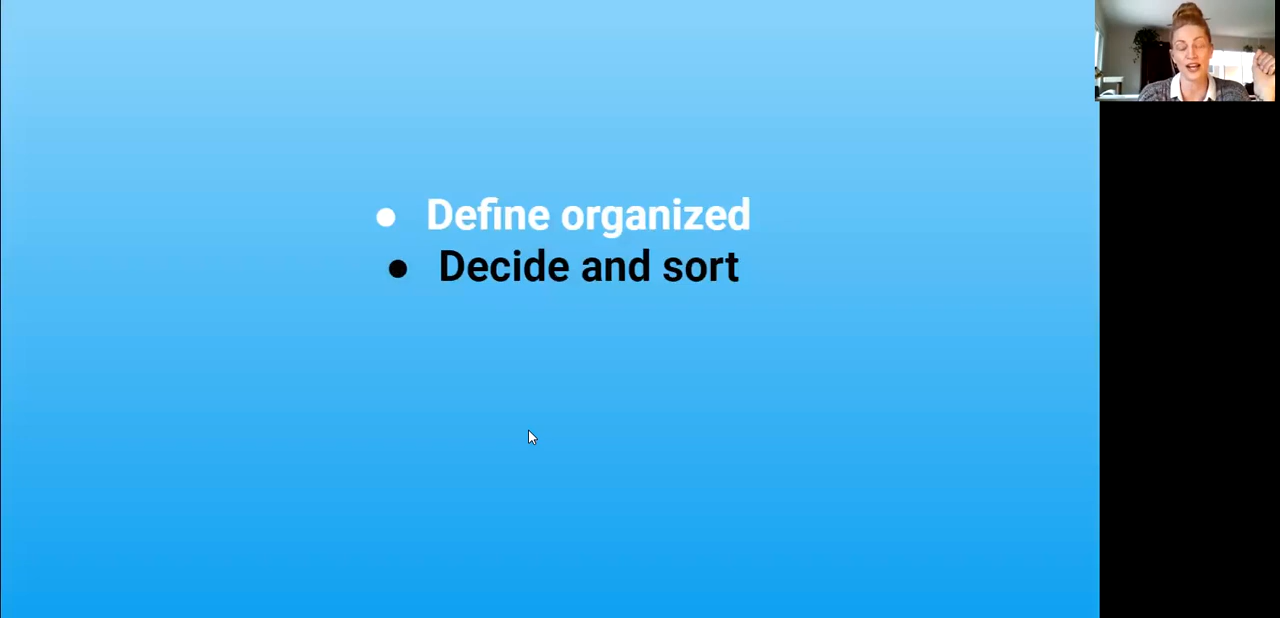 ● Define organized
● Decide and sort